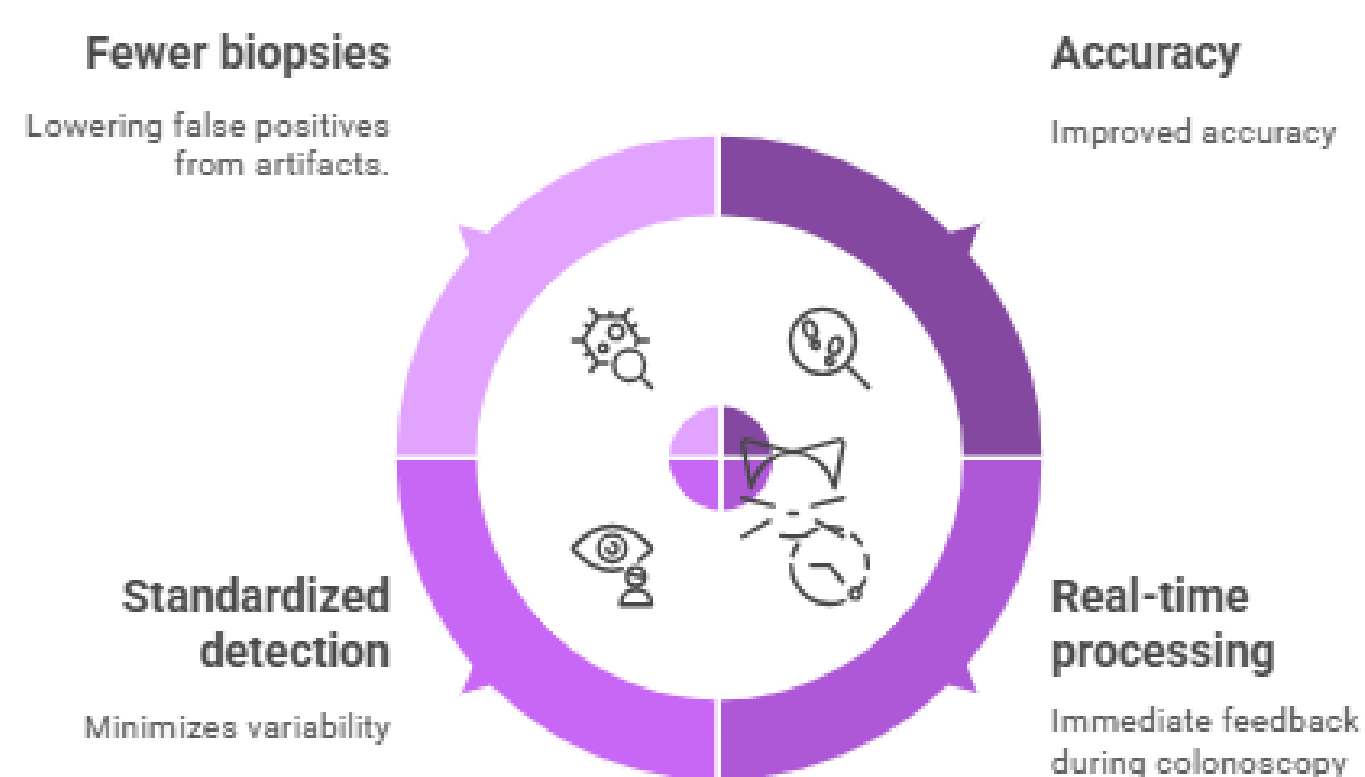 Fewer biopsies
Lowering false positives
from artifacts.
Accuracy
Improved accuracy
Standardized
detection
Minimizes variability
Real-time
processing
Immediate feedback
during colonoscopy